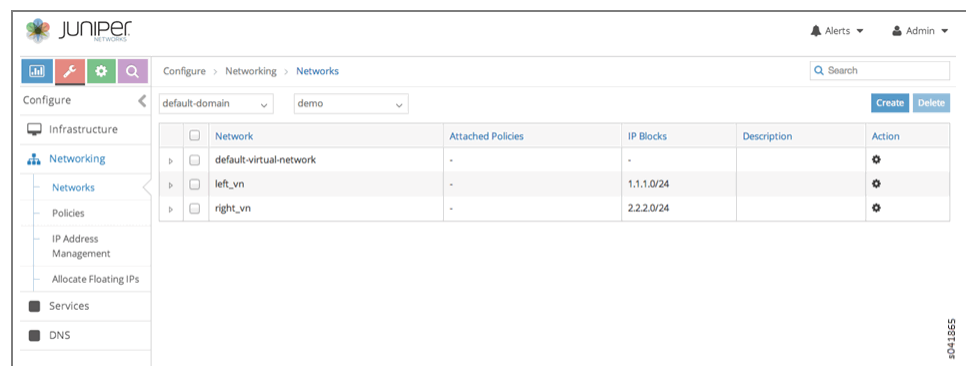 JUNIPER
NETWORKS
Alerts
Admin
Configure > Networking > Networks
Search
Configure
default-domain
demo
Create
Delete
Infrastructure
Networking
Networks
Policies
IP Address
Management
Allocate Floating IPs
Services
DNS
Network Attached Policies IP Blocks Description Action
default-virtual-network - -
left_vn - 1.1.1.0/24
right_vn - 2.2.2.0/24
s041865